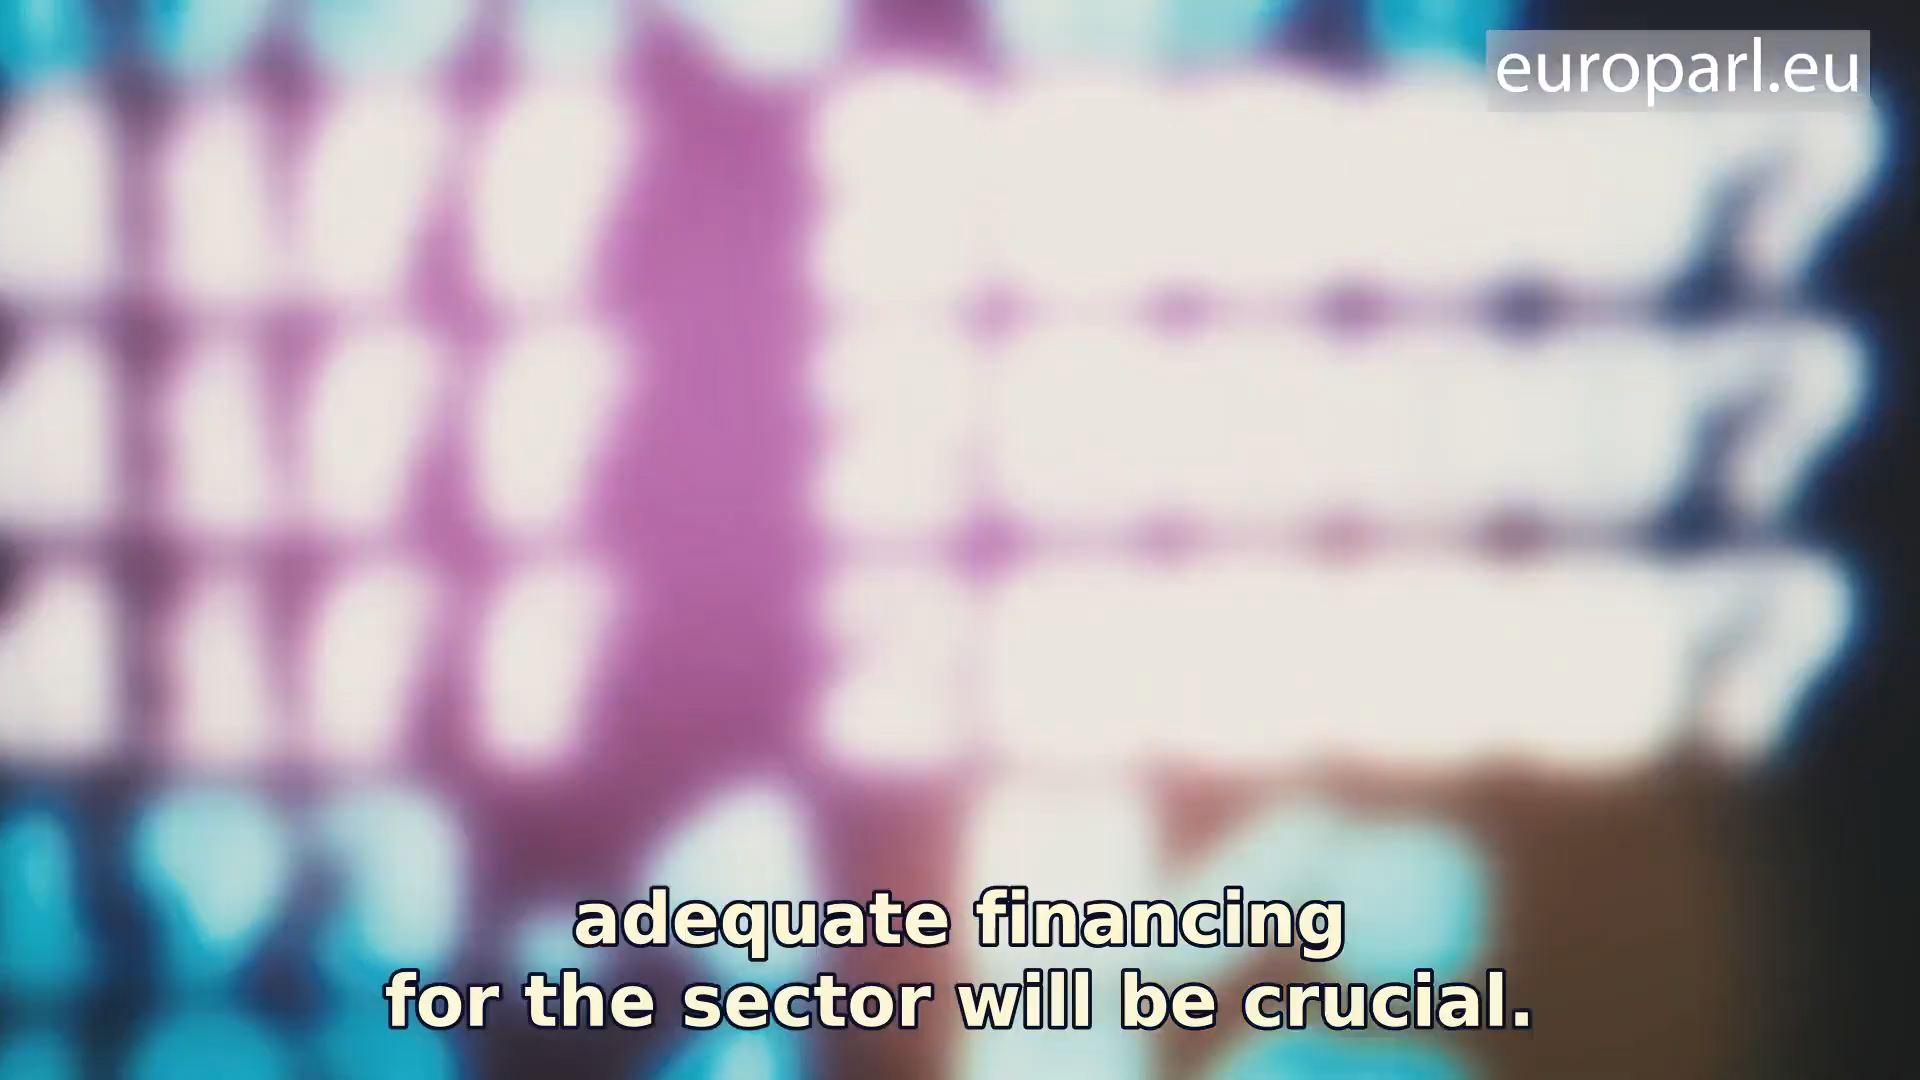 europarl.eu
adequate financing
for the sector will be crucial.